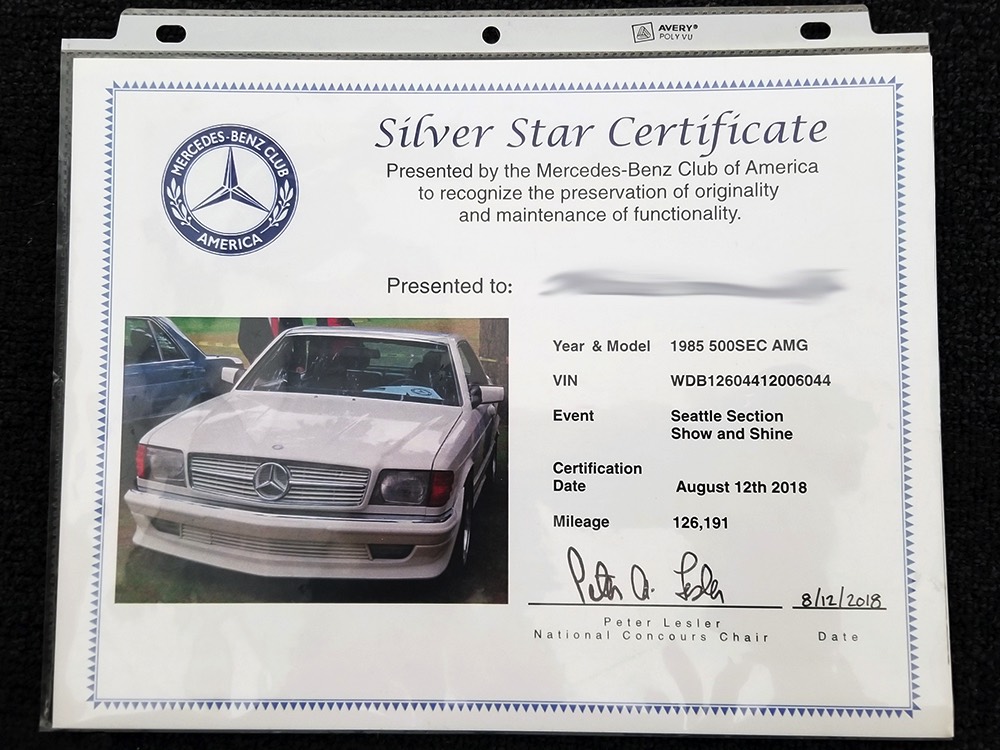 AVERY®
POLY VU
MERCEDES-BENZ CLUB
AMERICA
Silver Star Certificate
Presented by the Mercedes-Benz Club of America
to recognize the preservation of originality
and maintenance of functionality.
Presented to:
Year & Model 1985 500SEC AMG
VIN WDB12604412006044
Event Seattle Section
Show and Shine
Certification
Date August 12th 2018
Mileage 126,191
Peter A. Lesler
8/12/2018
Peter Lesler
National Concours Chair Date